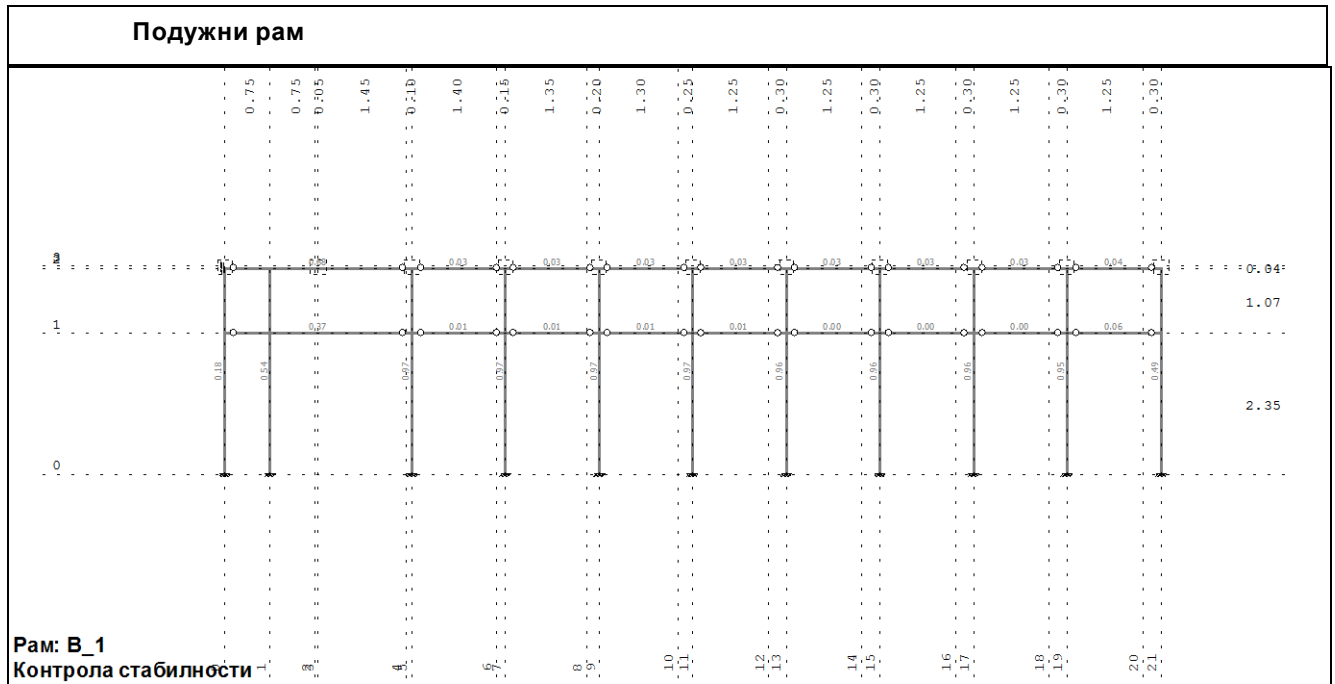 Подужни рам
0.75 0.75 0.05 1.45 0.10 1.40 0.15 1.35 0.20 1.30 0.25 1.25 0.30 1.25 0.30 1.25 0.30 1.25 0.30 1.25 0.30
0.03 0.03 0.03 0.03 0.03 0.03 0.03 0.04 0.04
1.07
1 0.37 0.01 0.01 0.01 0.01 0.00 0.00 0.00 0.06
0.18 0.54 0.97 0.97 0.97 0.97 0.96 0.96 0.96 0.95 0.49
2.35
0
Рам: B_1
Контрола стабилности
1 4 5 6 7 8 9 10 11 12 13 14 15 16 17 18 19 20 21